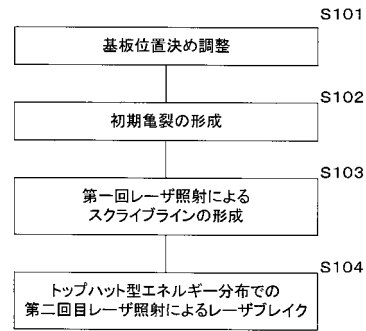 S101
基板位置決め調整
S102
初期亀裂の形成
S103
第一回レーザ照射による
スクライブラインの形成
S104
トップハット型エネルギー分布での
第二回目レーザ照射によるレーザブレイク